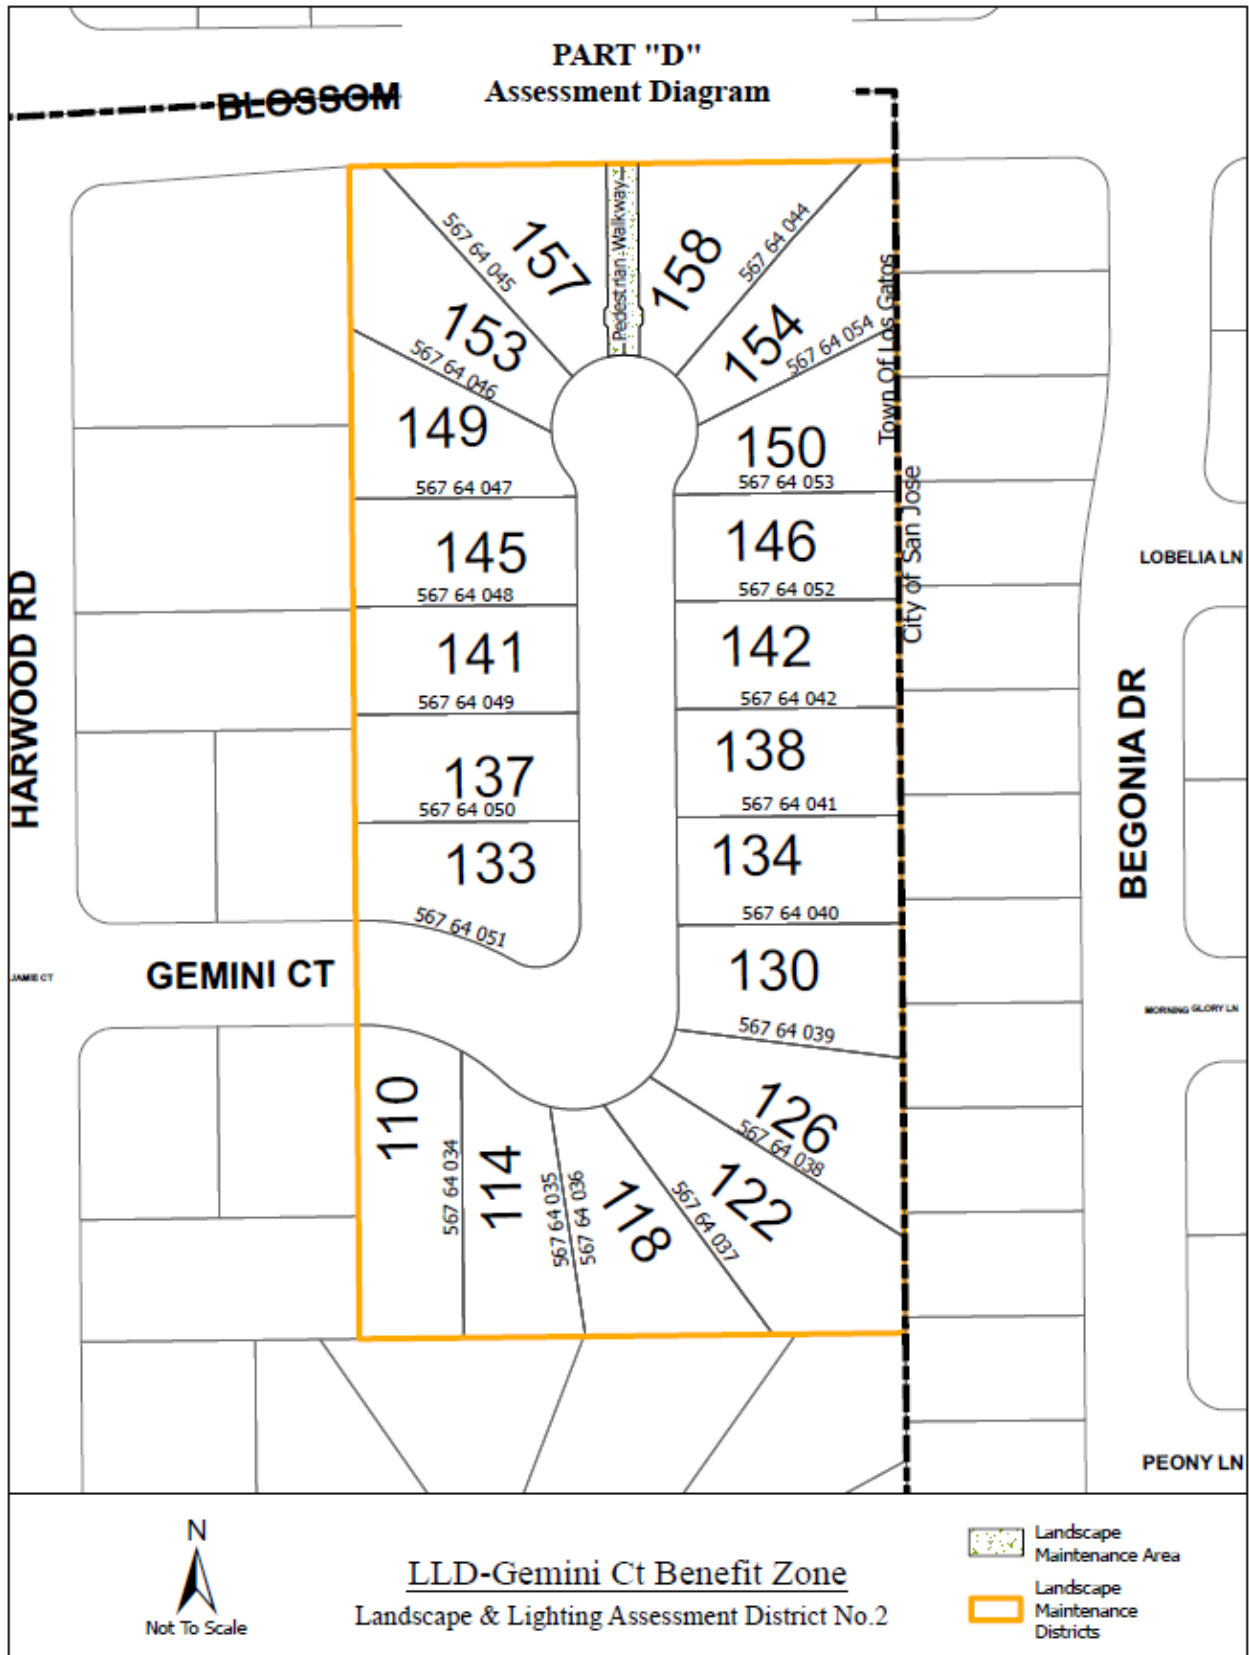 PART "D"
Assessment Diagram
BLOSSOM
Pedestrian Walkway
567 64 045
157
158
567 64 044
153
567 64 046
154
567 64 054
Town Of Los Gatos
City of San Jose
149
567 64 047
150
567 64 053
145
567 64 048
146
567 64 052
LOBELIA LN
HARWOOD RD
141
567 64 049
142
567 64 042
BEGONIA DR
137
567 64 050
138
567 64 041
133
567 64 051
134
567 64 040
JAMIE CT
GEMINI CT
130
567 64 039
MORNING GLORY LN
110
567 64 034
114
567 64 035
567 64 036
118
567 64 037
122
126
567 64 038
PEONY LN
N
Not To Scale
LLD-Gemini Ct Benefit Zone
Landscape & Lighting Assessment District No.2
Landscape
Maintenance Area
Landscape
Maintenance
Districts